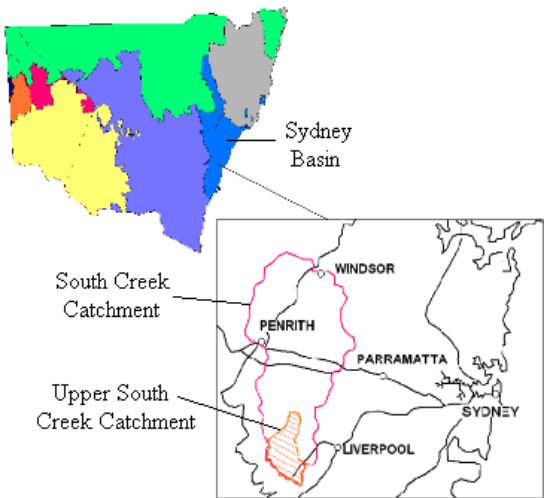 Sydney
Basin
South Creek
Catchment
WINDSOR
PENRITH
PARRAMATTA
Upper South
Creek Catchment
SYDNEY
LIVERPOOL